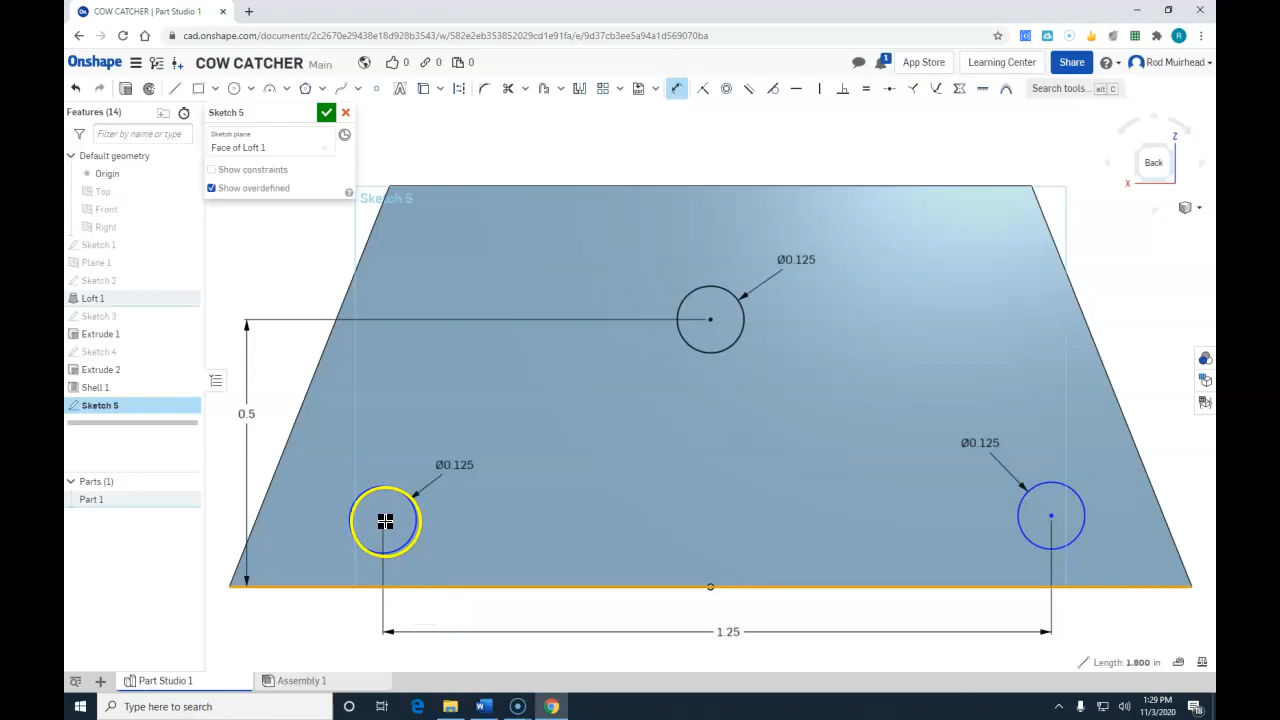 COW CATCHER | Part Studio 1
cad.onshape.com/documents/2c2670e29438e18d928b3543/w/582e2eb353852029cd1e91fa/e/9d37cb3ee5a94a1d569070ba
R
Onshape
COW CATCHER Main
0
0
0
1
App Store
Learning Center
Share
Rod Muirhead
Search tools...
alt C
Features (14)
Filter by name or type
Default geometry
Origin
Top
Front
Right
Sketch 1
Plane 1
Sketch 2
Loft 1
Sketch 3
Extrude 1
Sketch 4
Extrude 2
Shell 1
Sketch 5
Parts (1)
Part 1
Sketch 5
Sketch plane
Face of Loft 1
Show constraints
Show overdefined
Sketch 5
Back
Z
X
Ø0.125
0.5
Ø0.125
Ø0.125
1.25
Length: 1.800 in
Part Studio 1
Assembly 1
Type here to search
1:29 PM
11/3/2020